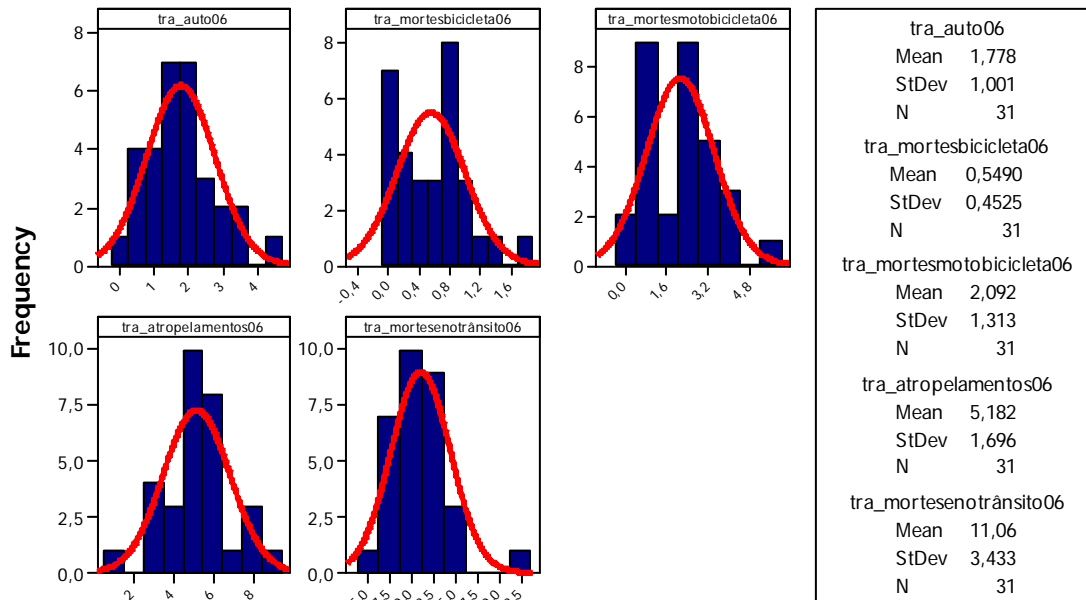 tra_auto06
tra_mortesbicicleta06
tra_mortesmotobicicleta06
8
6
4
2
0
0
1
2
3
4
8
6
4
2
0
-0,4
0,0
0,4
0,8
1,2
1,6
8
6
4
2
0
0,0
1,6
3,2
4,8
Frequency
tra_atropelamentos06
tra_mortesenotrânsito06
10,0
7,5
5,0
2,5
0,0
2
4
6
8
10,0
7,5
5,0
2,5
0,0
tra_auto06
Mean 1,778
StDev 1,001
N 31
tra_mortesbicicleta06
Mean 0,5490
StDev 0,4525
N 31
tra_mortesmotobicicleta06
Mean 2,092
StDev 1,313
N 31
tra_atropelamentos06
Mean 5,182
StDev 1,696
N 31
tra_mortesenotrânsito06
Mean 11,06
StDev 3,433
N 31